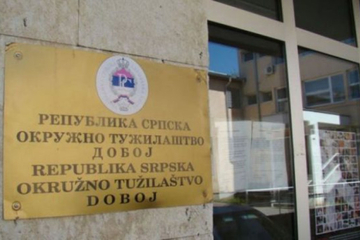 РЕПУБЛИКА СРПСКА
ОКРУЖНО ТУЖИЛАШТВО
ДОБОЈ
REPUBLIKA SRPSKA
OKRUŽNO TUŽILAŠTVO
DOBOJ